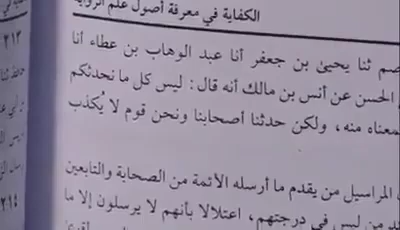 الكفاية في معرفة أصول علم الرواية
٢١٣
صم ثنا يحيىٰ بن جعفر أنا عبد الوهاب بن عطاء أنا
الحسن عن أنس بن مالك أنه قال: ليس كل ما نحدثكم
معناه منه، ولكن حدثنا أصحابنا ونحن قوم لا يُكذب
المراسيل من يقدم ما أرسله الأئمة من الصحابة والتابعين
من ليس في درجتهم، اعتلالا بأنهم لا يرسلون إلا ما
٢١٤